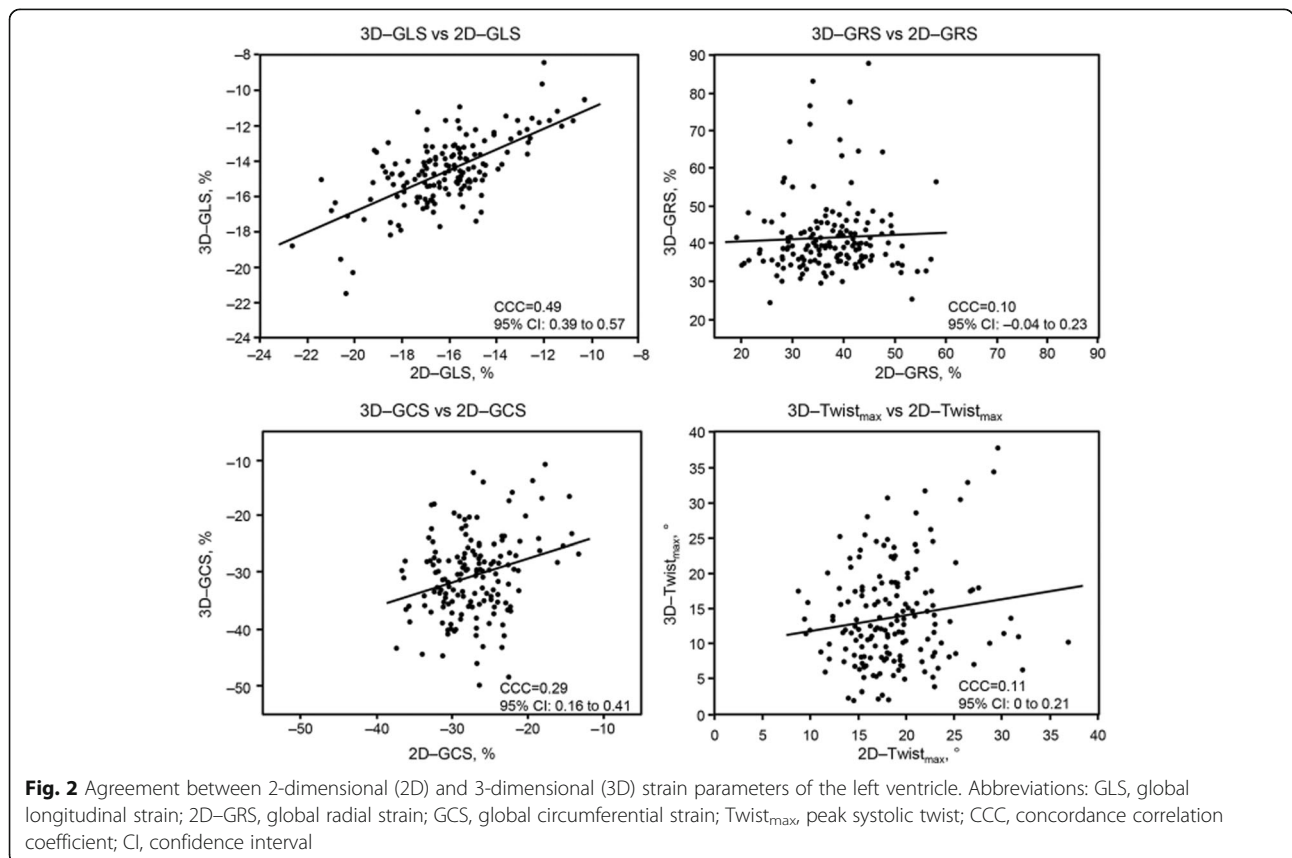 3D–GLS vs 2D–GLS
–8
–10
–12
–14
–16
–18
–20
–22
–24
3D–GLS, %
CCC=0.49
95% CI: 0.39 to 0.57
–24 –22 –20 –18 –16 –14 –12 –10 –8
2D–GLS, %
3D–GRS vs 2D–GRS
90
80
70
60
50
40
30
20
3D–GRS, %
CCC=0.10
95% CI: –0.04 to 0.23
20 30 40 50 60 70 80 90
2D–GRS, %
3D–GCS vs 2D–GCS
–10
–20
–30
–40
–50
3D–GCS, %
CCC=0.29
95% CI: 0.16 to 0.41
–50 –40 –30 –20 –10
2D–GCS, %
3D–Twistmax vs 2D–Twistmax
40
35
30
25
20
15
10
5
0
3D–Twistmax, °
CCC=0.11
95% CI: 0 to 0.21
0 5 10 15 20 25 30 35 40
2D–Twistmax, °
Fig. 2 Agreement between 2-dimensional (2D) and 3-dimensional (3D) strain parameters of the left ventricle. Abbreviations: GLS, global
longitudinal strain; 2D–GRS, global radial strain; GCS, global circumferential strain; Twistmax, peak systolic twist; CCC, concordance correlation
coefficient; CI, confidence interval